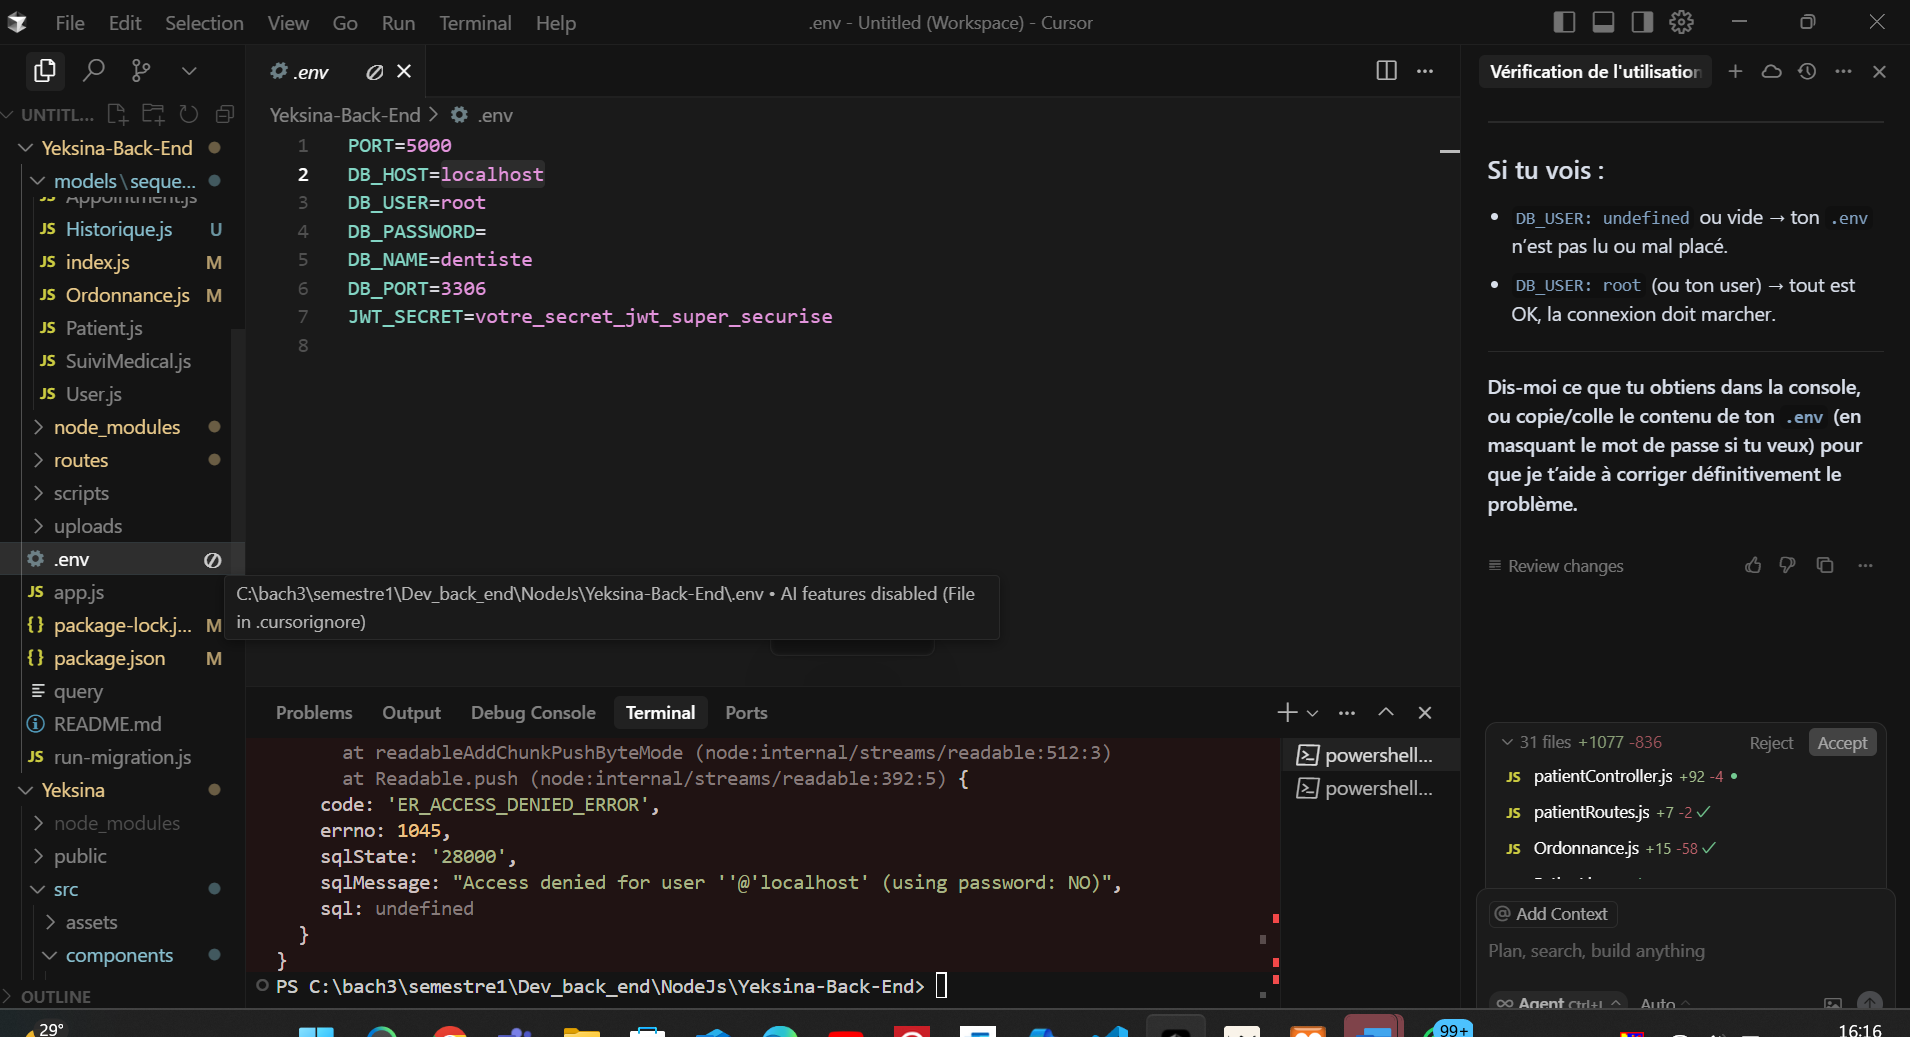 File Edit Selection View Go Run Terminal Help
.env - Untitled (Workspace) - Cursor
.env
UNTITL...
Yeksina-Back-End
models\seque...
Appointment.js
Historique.js U
index.js M
Ordonnance.js M
Patient.js
SuiviMedical.js
User.js
node_modules
routes
scripts
uploads
.env
app.js
package-lock.j... M
package.json M
query
README.md
run-migration.js
Yeksina
node_modules
public
src
assets
components
OUTLINE
Yeksina-Back-End > .env
1 PORT=5000
2 DB_HOST=localhost
3 DB_USER=root
4 DB_PASSWORD=
5 DB_NAME=dentiste
6 DB_PORT=3306
7 JWT_SECRET=votre_secret_jwt_super_securise
8
C:\bach3\semestre1\Dev_back_end\NodeJs\Yeksina-Back-End\.env • AI features disabled (File
in .cursorignore)
Problems Output Debug Console Terminal Ports
at readableAddChunkPushByteMode (node:internal/streams/readable:512:3)
at Readable.push (node:internal/streams/readable:392:5) {
code: 'ER_ACCESS_DENIED_ERROR',
errno: 1045,
sqlState: '28000',
sqlMessage: "Access denied for user ''@'localhost' (using password: NO)",
sql: undefined
}
}
PS C:\bach3\semestre1\Dev_back_end\NodeJs\Yeksina-Back-End>
powershell...
powershell...
Vérification de l'utilisation
Si tu vois :
• DB_USER: undefined ou vide → ton .env
n'est pas lu ou mal placé.
• DB_USER: root (ou ton user) → tout est
OK, la connexion doit marcher.
Dis-moi ce que tu obtiens dans la console,
ou copie/colle le contenu de ton .env (en
masquant le mot de passe si tu veux) pour
que je t'aide à corriger définitivement le
problème.
Review changes
31 files +1077 -836 Reject Accept
JS patientController.js +92 -4
JS patientRoutes.js +7 -2
JS Ordonnance.js +15 -58
@ Add Context
Plan, search, build anything
Agent Ctrl+I Auto
29°
99+
16:16